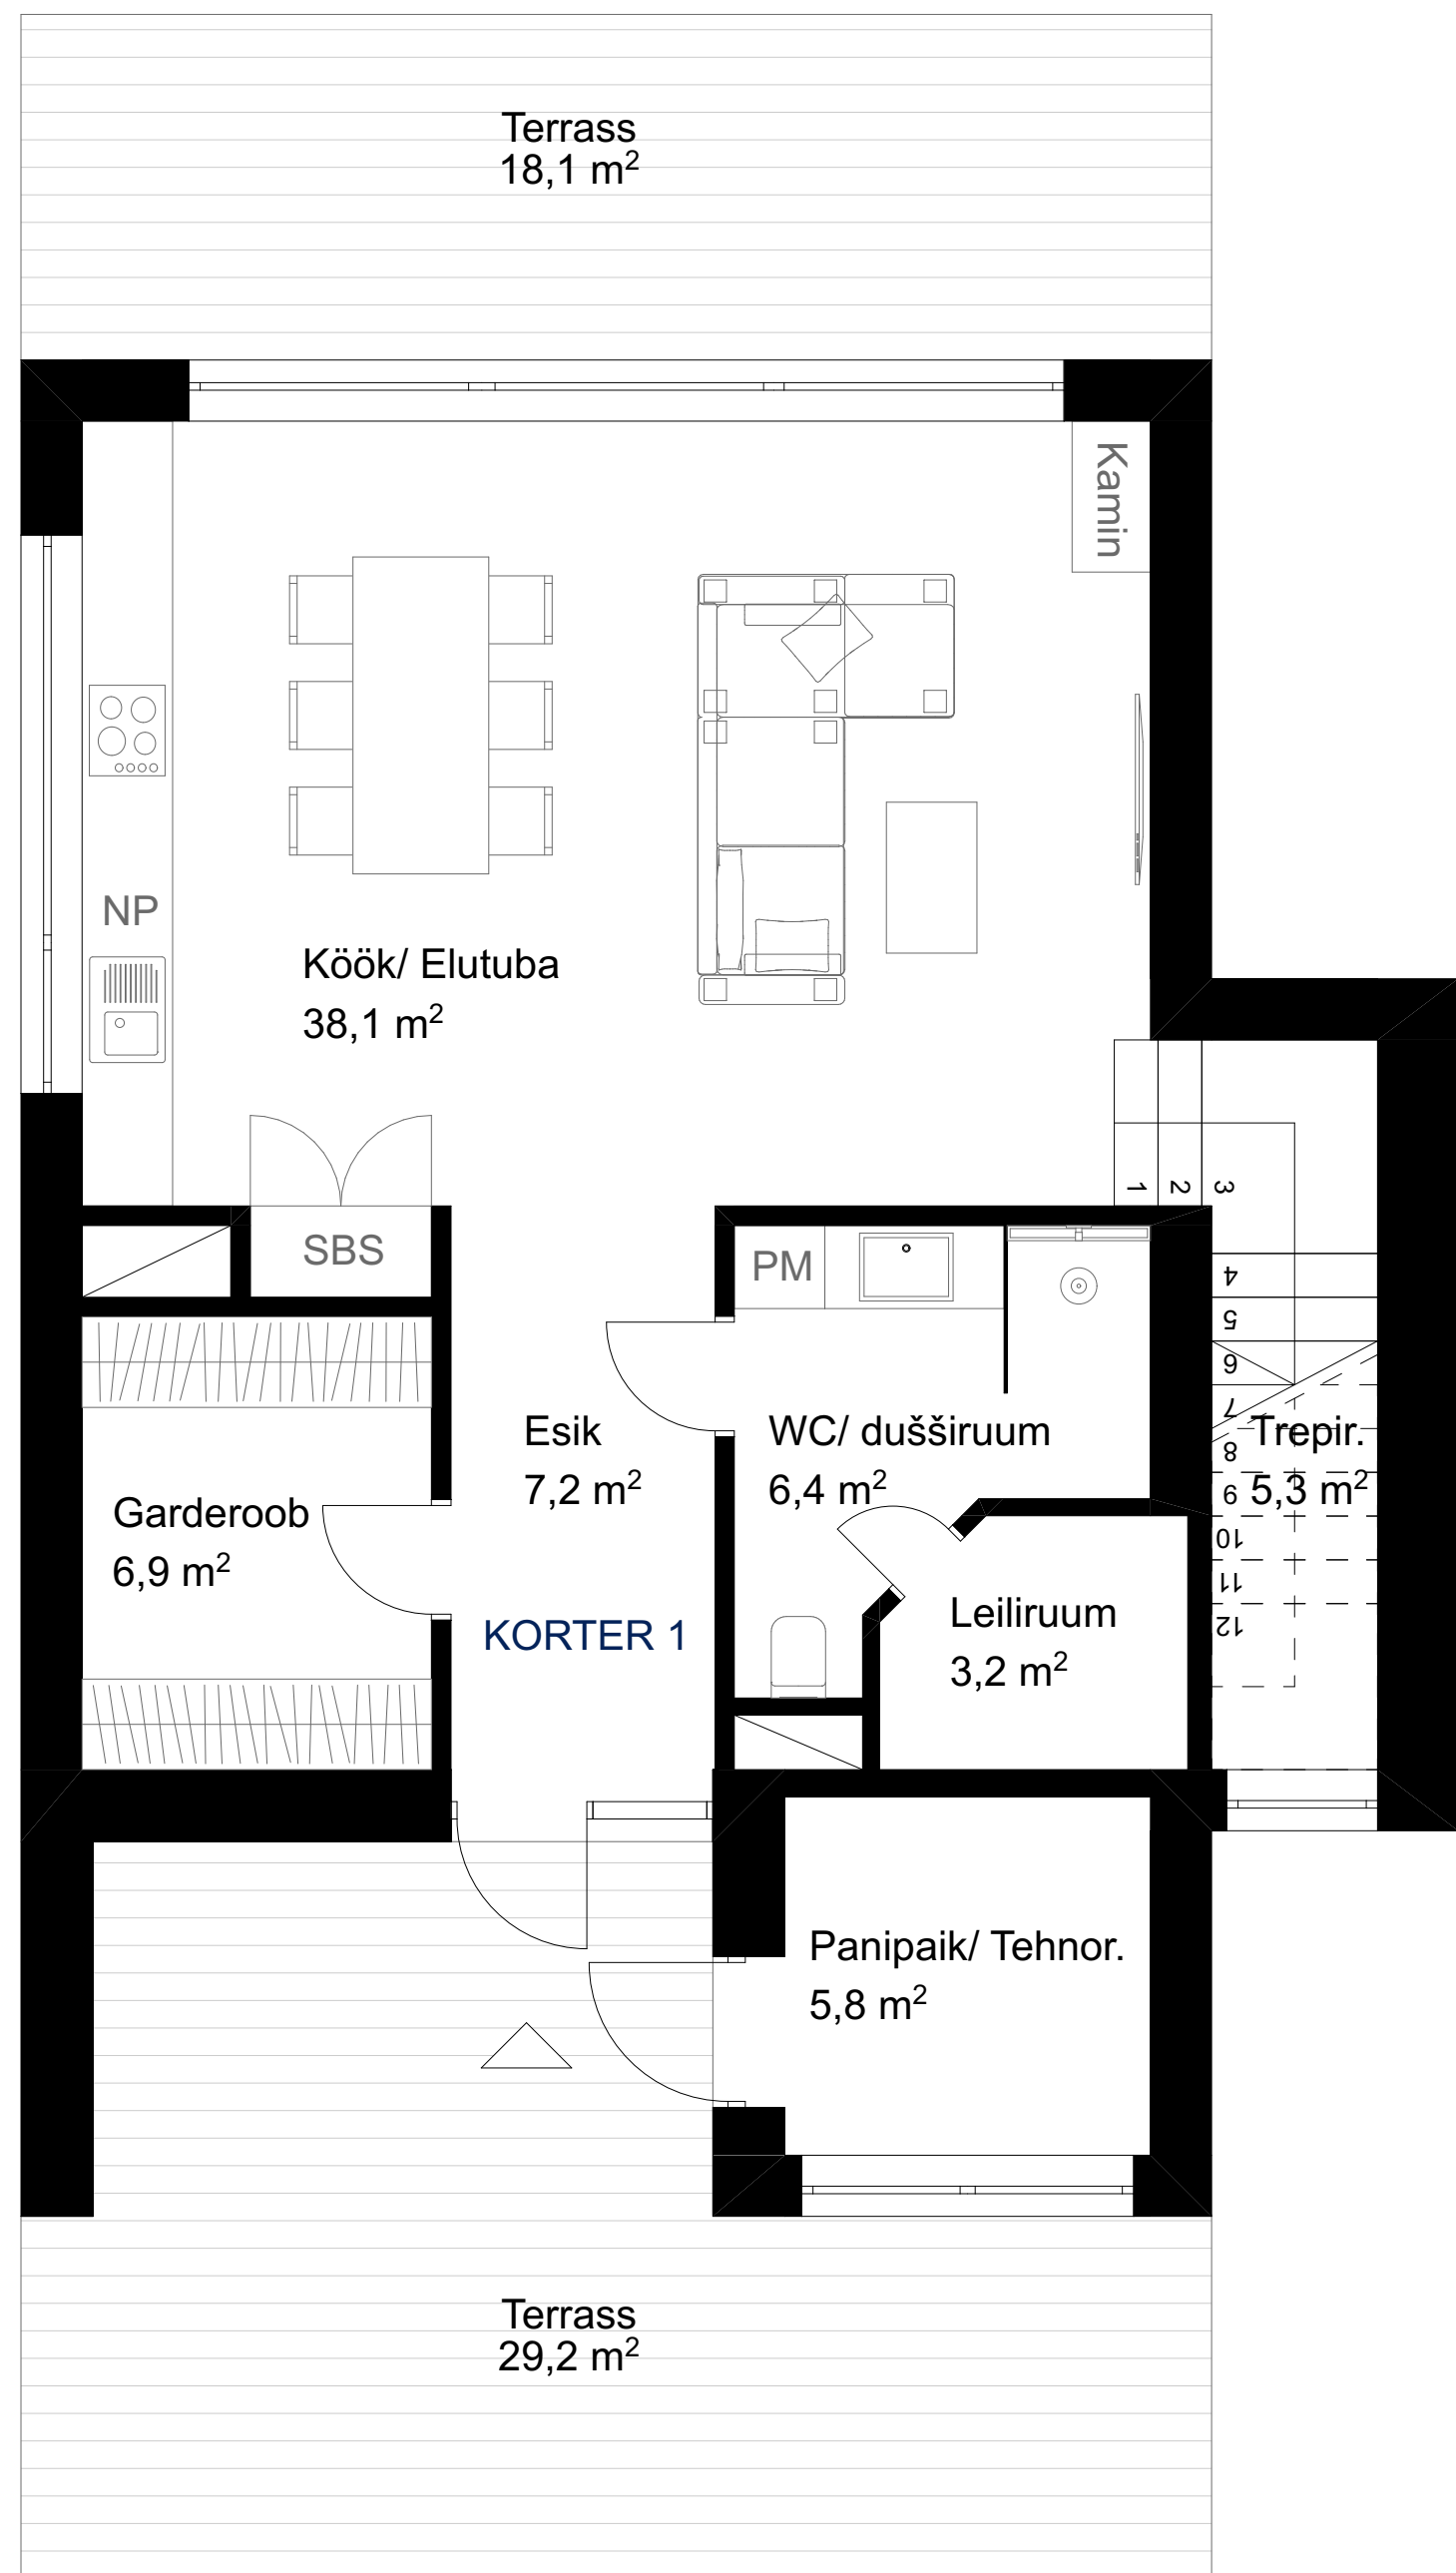 Terrass
18,1 m²
Kamin
NP
Köök/ Elutuba
38,1 m²
1 2 3
SBS
PM
4
5
6
7
8
9
10
11
12
Esik
7,2 m²
WC/ dušširuum
6,4 m²
Trepir.
5,3 m²
Garderoob
6,9 m²
Leiliruum
3,2 m²
KORTER 1
Panipaik/ Tehnor.
5,8 m²
Terrass
29,2 m²